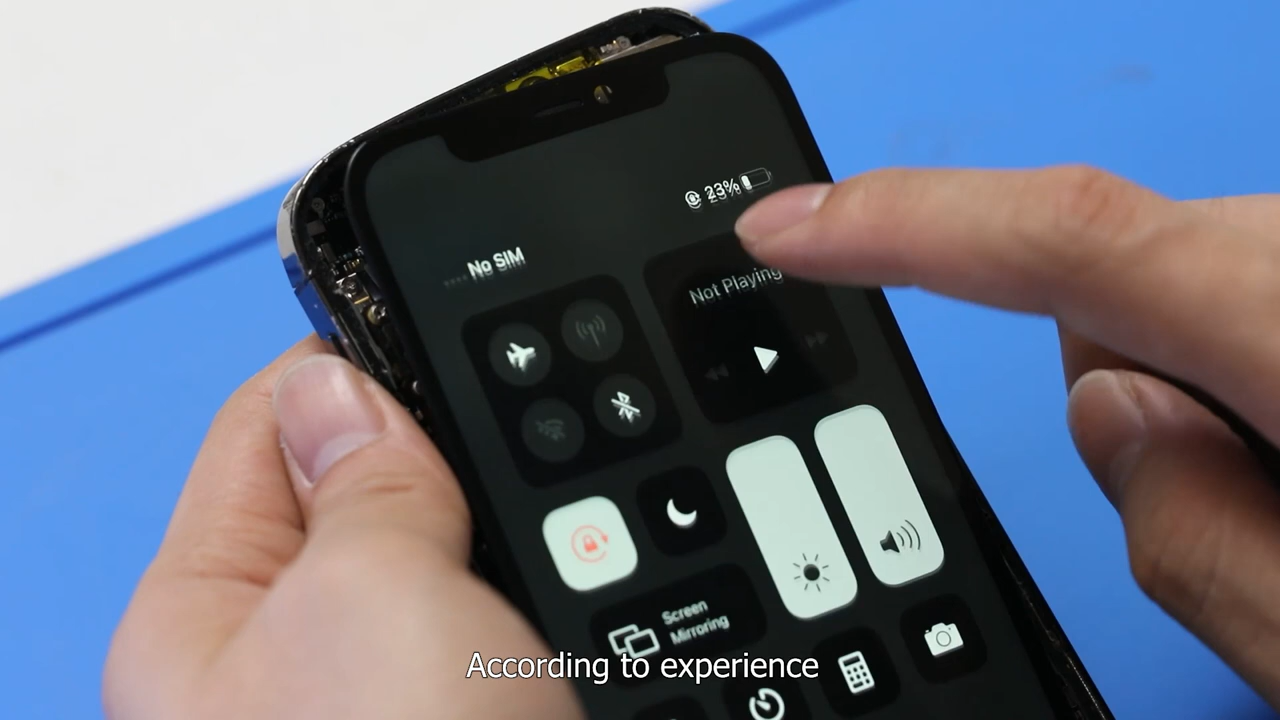 23%
No SIM
Not Playing
Screen
Mirroring
According to experience